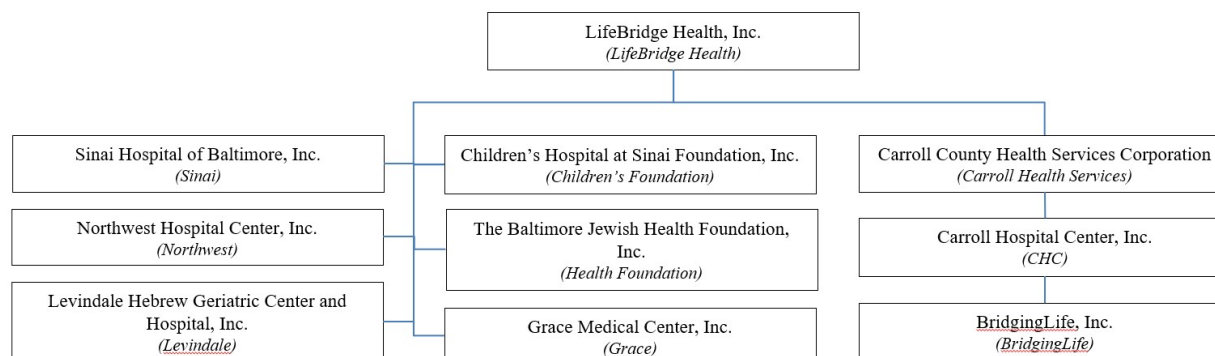 LifeBridge Health, Inc.
(LifeBridge Health)
Sinai Hospital of Baltimore, Inc.
(Sinai)
Children’s Hospital at Sinai Foundation, Inc.
(Children’s Foundation)
Carroll County Health Services Corporation
(Carroll Health Services)
Northwest Hospital Center, Inc.
(Northwest)
The Baltimore Jewish Health Foundation,
Inc.
(Health Foundation)
Carroll Hospital Center, Inc.
(CHC)
Levindale Hebrew Geriatric Center and
Hospital, Inc.
(Levindale)
Grace Medical Center, Inc.
(Grace)
BridgingLife, Inc.
(BridgingLife)